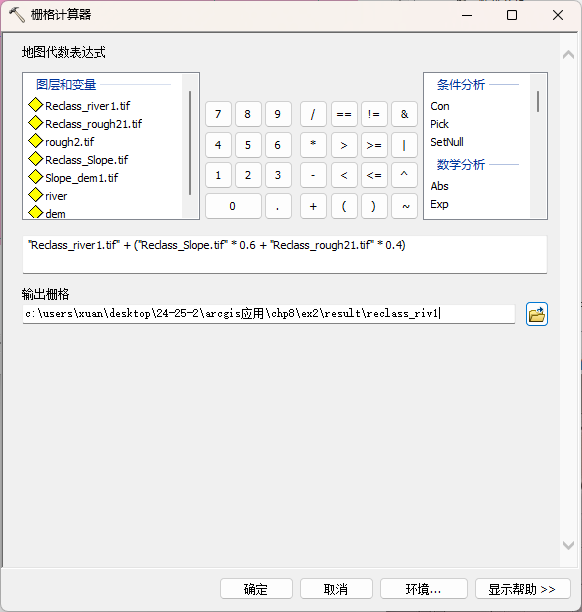 栅格计算器
地图代数表达式
图层和变量
Reclass_river1.tif
Reclass_rough21.tif
rough2.tif
Reclass_Slope.tif
Slope_dem1.tif
river
dem
7 8 9 / == != &
4 5 6 * > >= |
1 2 3 - < <= ^
0 . + ( ) ~
条件分析
Con
Pick
SetNull
数学分析
Abs
Exp
"Reclass_river1.tif" + ("Reclass_Slope.tif" * 0.6 + "Reclass_rough21.tif" * 0.4)
输出栅格
c:\users\xuan\desktop\24-25-2\arcgis应用\chp8\ex2\result\reclass_riv1
确定 取消 环境... 显示帮助 >>